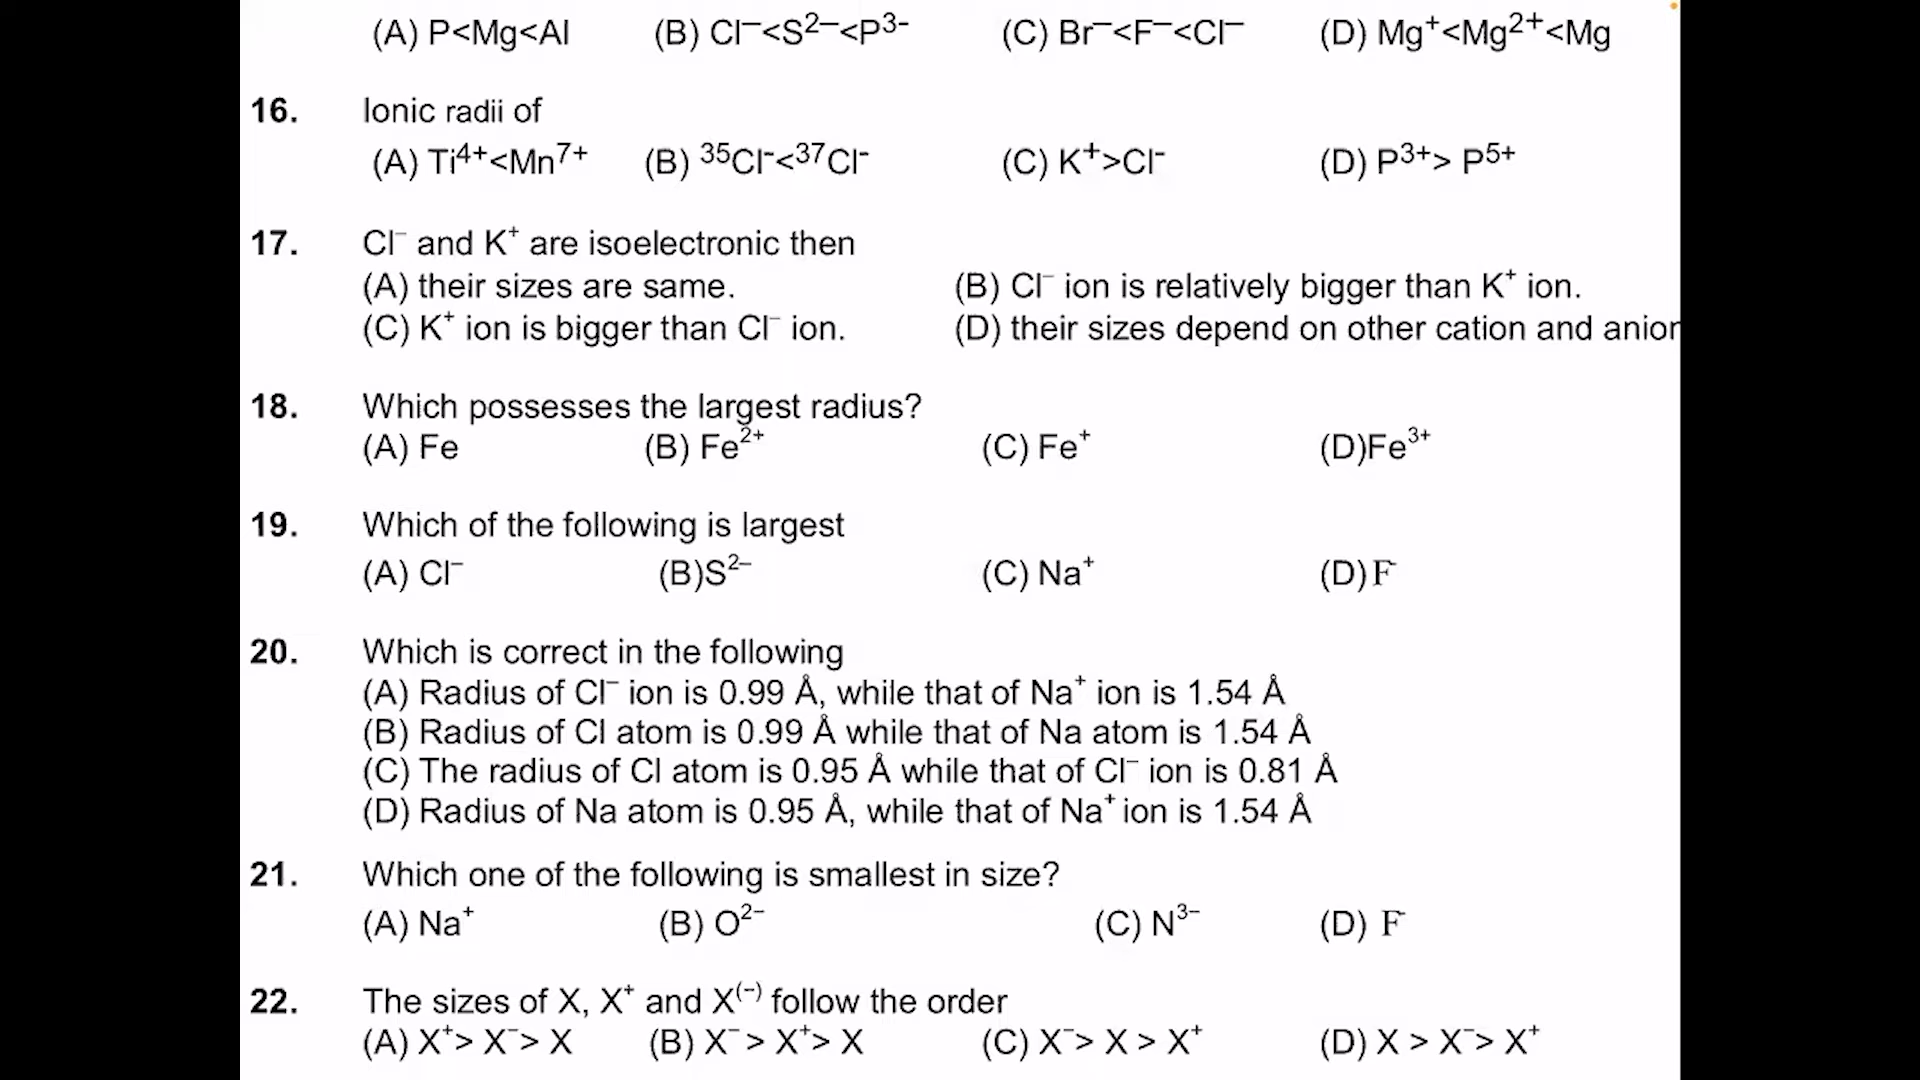 (A) P<Mg<Al (B) Cl⁻<S²⁻<P³⁻ (C) Br⁻<F⁻<Cl⁻ (D) Mg⁺<Mg²⁺<Mg
16. Ionic radii of
(A) Ti⁴⁺<Mn⁷⁺ (B) ³⁵Cl⁻<³⁷Cl⁻ (C) K⁺>Cl⁻ (D) P³⁺> P⁵⁺
17. Cl⁻ and K⁺ are isoelectronic then
(A) their sizes are same. (B) Cl⁻ ion is relatively bigger than K⁺ ion.
(C) K⁺ ion is bigger than Cl⁻ ion. (D) their sizes depend on other cation and anion
18. Which possesses the largest radius?
(A) Fe (B) Fe²⁺ (C) Fe⁺ (D)Fe³⁺
19. Which of the following is largest
(A) Cl⁻ (B)S²⁻ (C) Na⁺ (D) F⁻
20. Which is correct in the following
(A) Radius of Cl⁻ ion is 0.99 Å, while that of Na⁺ ion is 1.54 Å
(B) Radius of Cl atom is 0.99 Å while that of Na atom is 1.54 Å
(C) The radius of Cl atom is 0.95 Å while that of Cl⁻ ion is 0.81 Å
(D) Radius of Na atom is 0.95 Å, while that of Na⁺ ion is 1.54 Å
21. Which one of the following is smallest in size?
(A) Na⁺ (B) O²⁻ (C) N³⁻ (D) F⁻
22. The sizes of X, X⁺ and X⁽⁻⁾ follow the order
(A) X⁺> X⁻> X (B) X⁻ > X⁺> X (C) X⁻> X > X⁺ (D) X > X⁻> X⁺